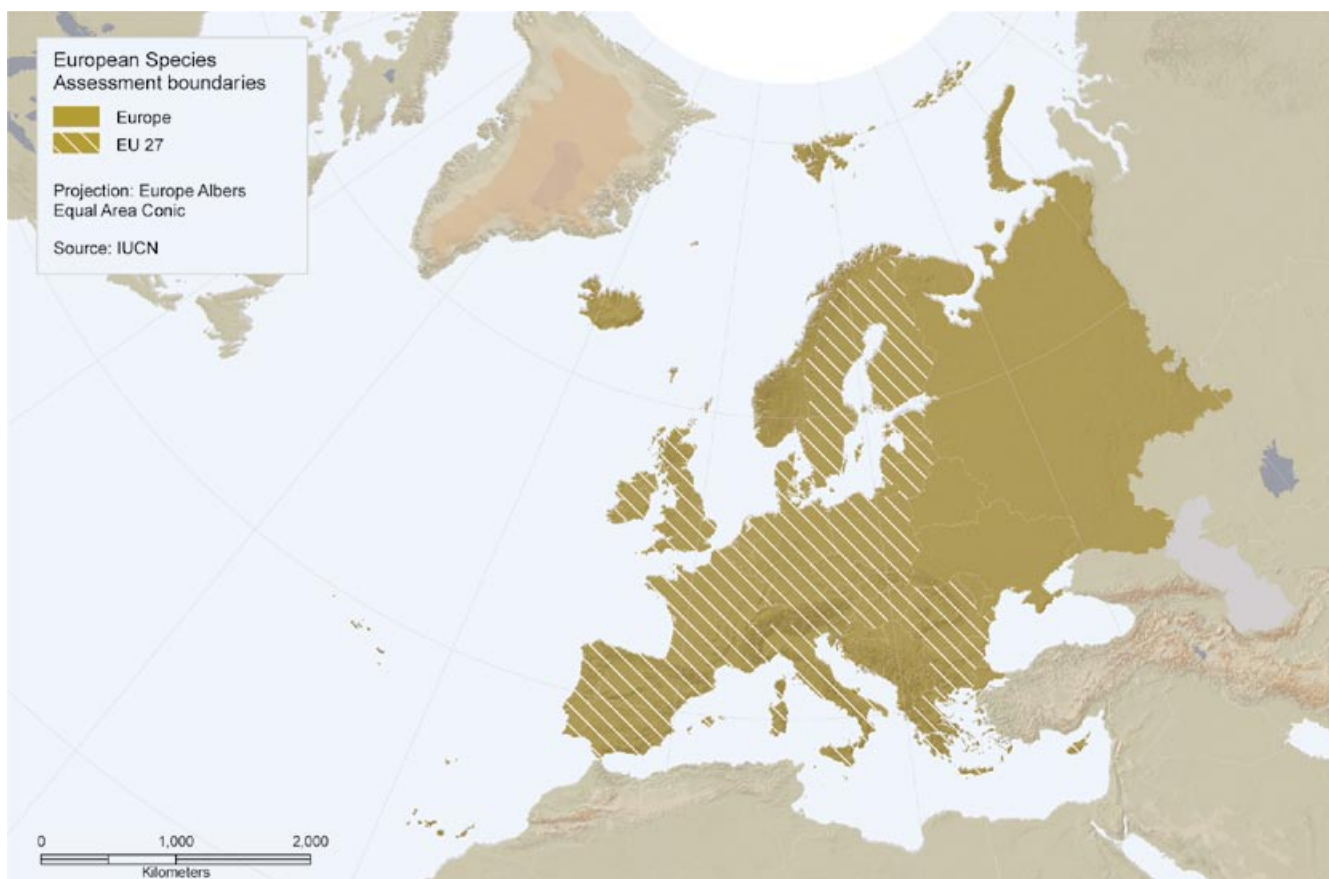 European Species
Assessment boundaries
Europe
EU 27
Projection: Europe Albers
Equal Area Conic
Source: IUCN
0 1,000 2,000
Kilometers